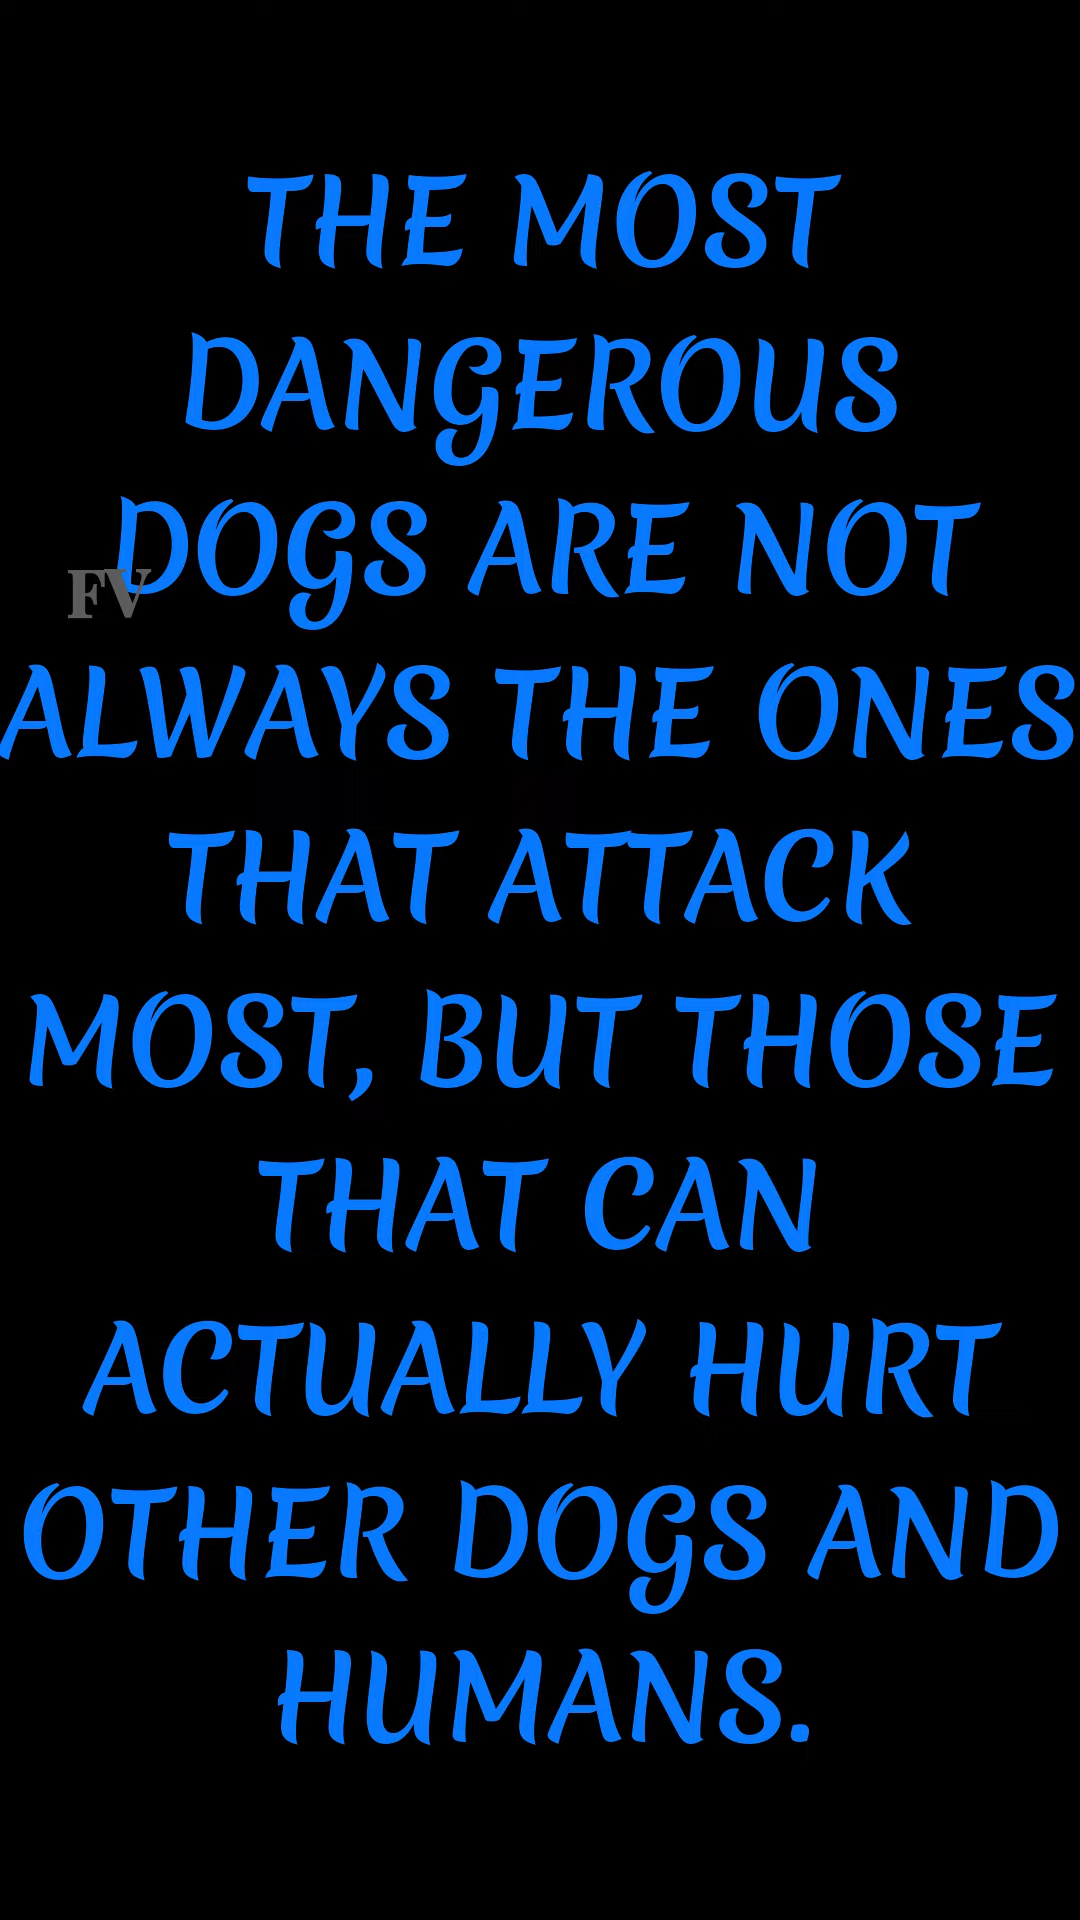 THE MOST
DANGEROUS
DOGS ARE NOT
FV
ALWAYS THE ONES
THAT ATTACK
MOST, BUT THOSE
THAT CAN
ACTUALLY HURT
OTHER DOGS AND
HUMANS.